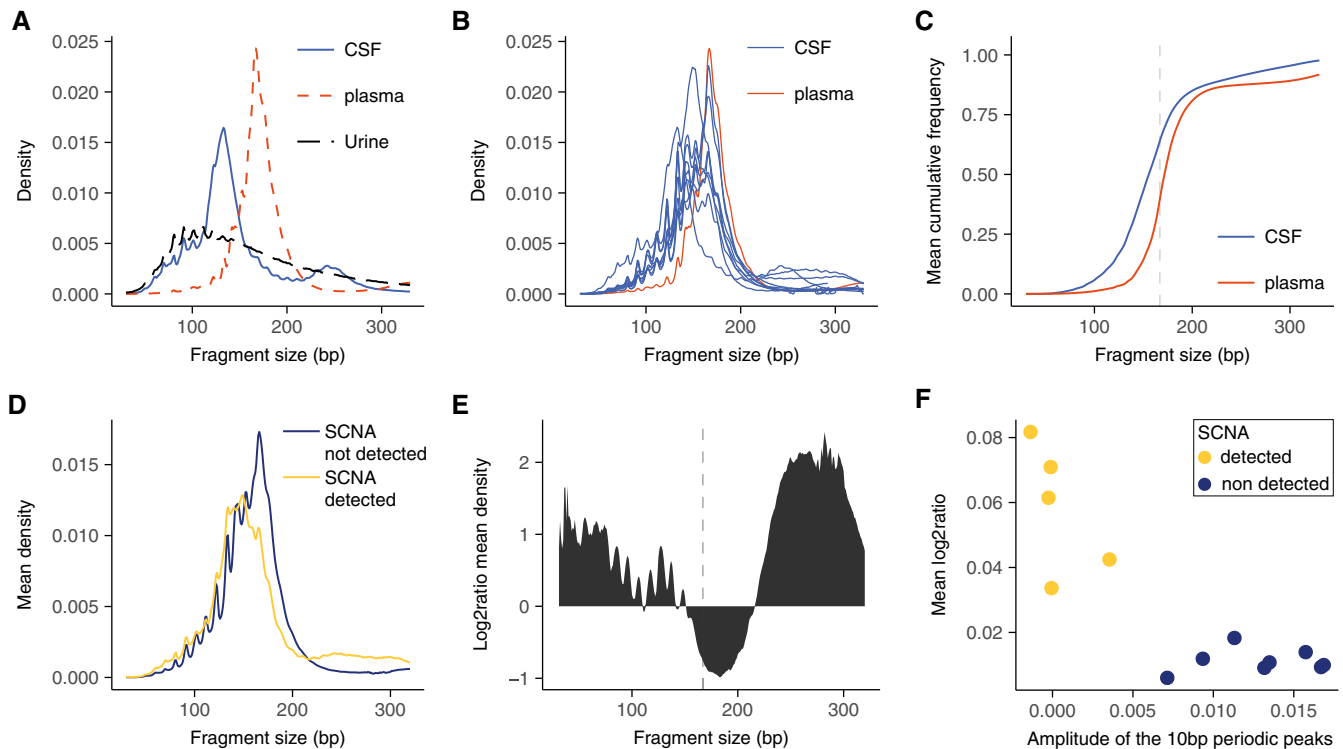 A
0.025
0.020
0.015
0.010
0.005
0.000
Density
100
200
300
Fragment size (bp)
CSF
plasma
Urine
B
0.025
0.020
0.015
0.010
0.005
0.000
Density
100
200
300
Fragment size (bp)
CSF
plasma
C
1.00
0.75
0.50
0.25
0.00
Mean cumulative frequency
100
200
300
Fragment size (bp)
CSF
plasma
D
0.015
0.010
0.005
0.000
Mean density
100
200
300
Fragment size (bp)
SCNA
not detected
SCNA
detected
E
2
1
0
−1
Log2ratio mean density
100
200
300
Fragment size (bp)
F
0.08
0.06
0.04
0.02
Mean log2ratio
0.000
0.005
0.010
0.015
Amplitude of the 10bp periodic peaks
SCNA
detected
non detected